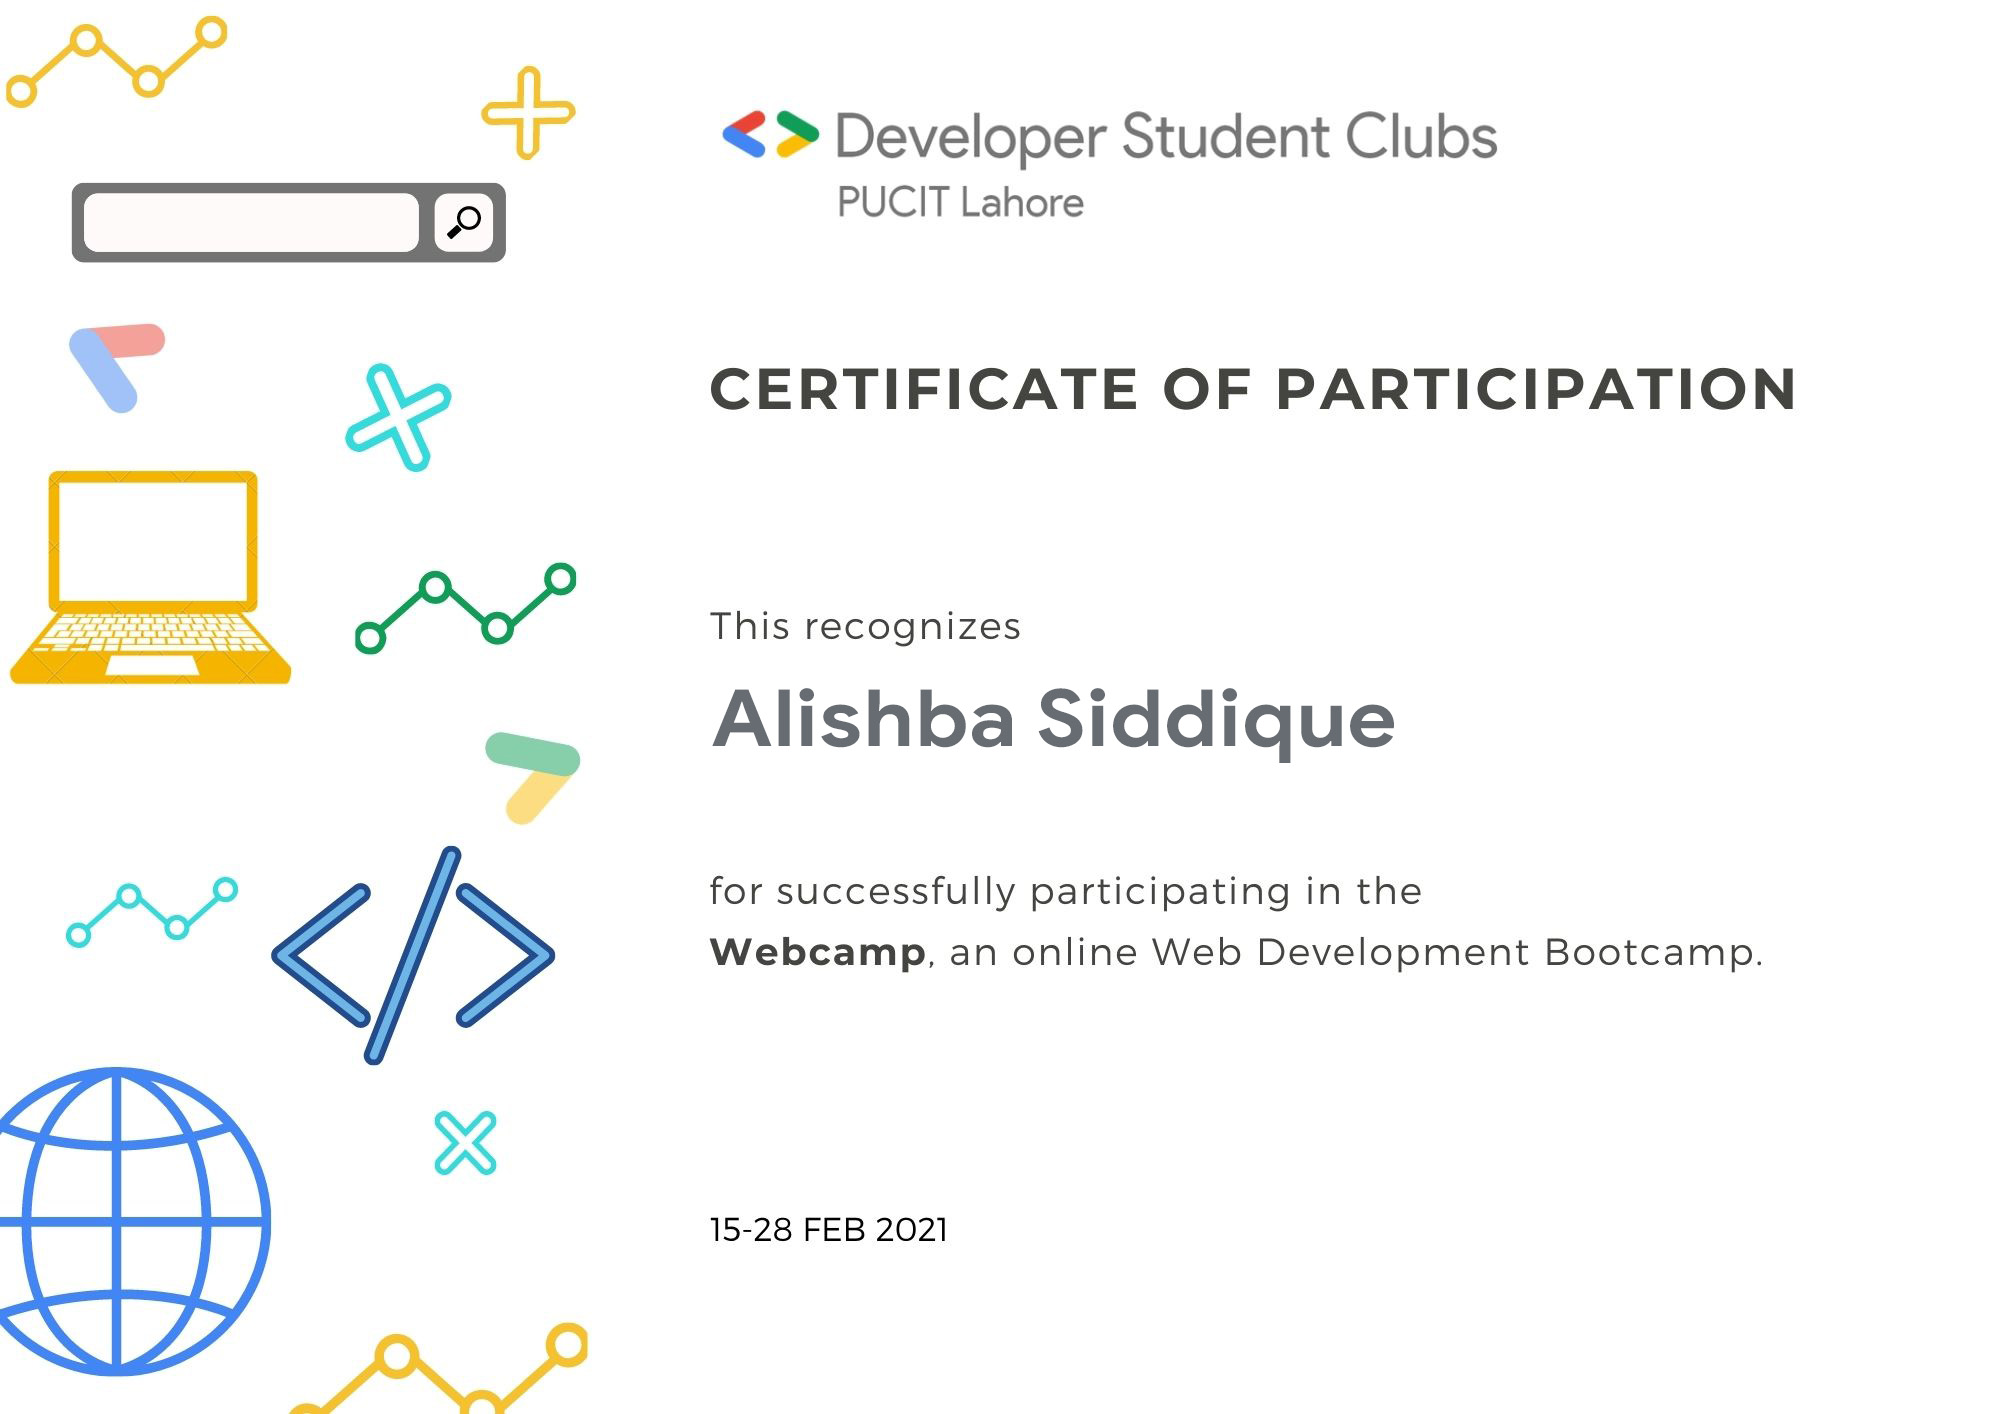 Developer Student Clubs
PUCIT Lahore
CERTIFICATE OF PARTICIPATION
This recognizes
Alishba Siddique
for successfully participating in the
Webcamp, an online Web Development Bootcamp.
15-28 FEB 2021